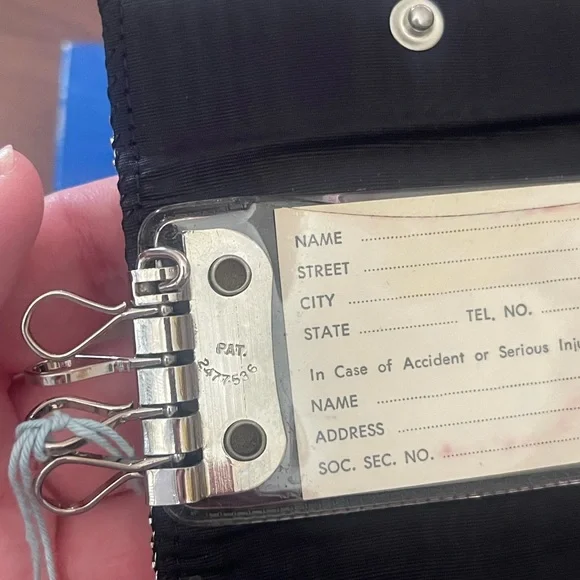 PAT.
2477536
NAME
STREET
CITY
STATE TEL. NO.
In Case of Accident or Serious Inju
NAME
ADDRESS
SOC. SEC. NO.